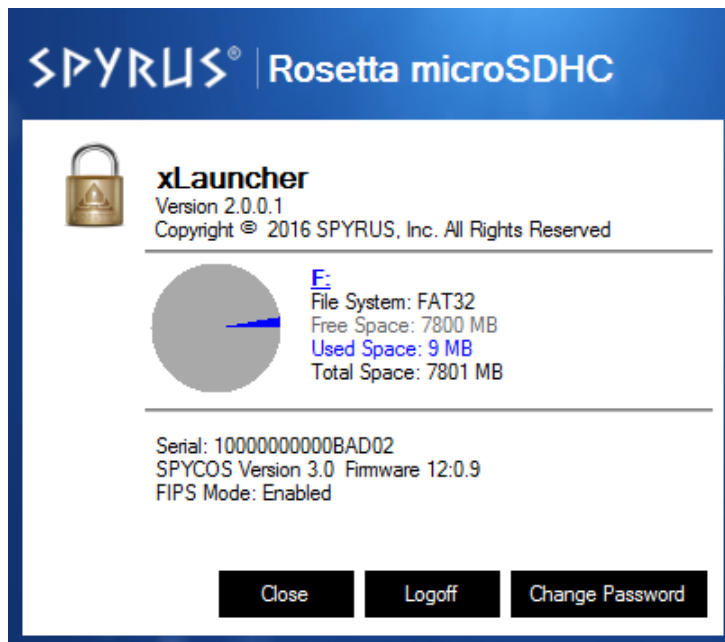 SPYRUS® | Rosetta microSDHC
xLauncher
Version 2.0.0.1
Copyright © 2016 SPYRUS, Inc. All Rights Reserved
F:
File System: FAT32
Free Space: 7800 MB
Used Space: 9 MB
Total Space: 7801 MB
Serial: 10000000000BAD02
SPYCOS Version 3.0 Firmware 12:0.9
FIPS Mode: Enabled
Close Logoff Change Password